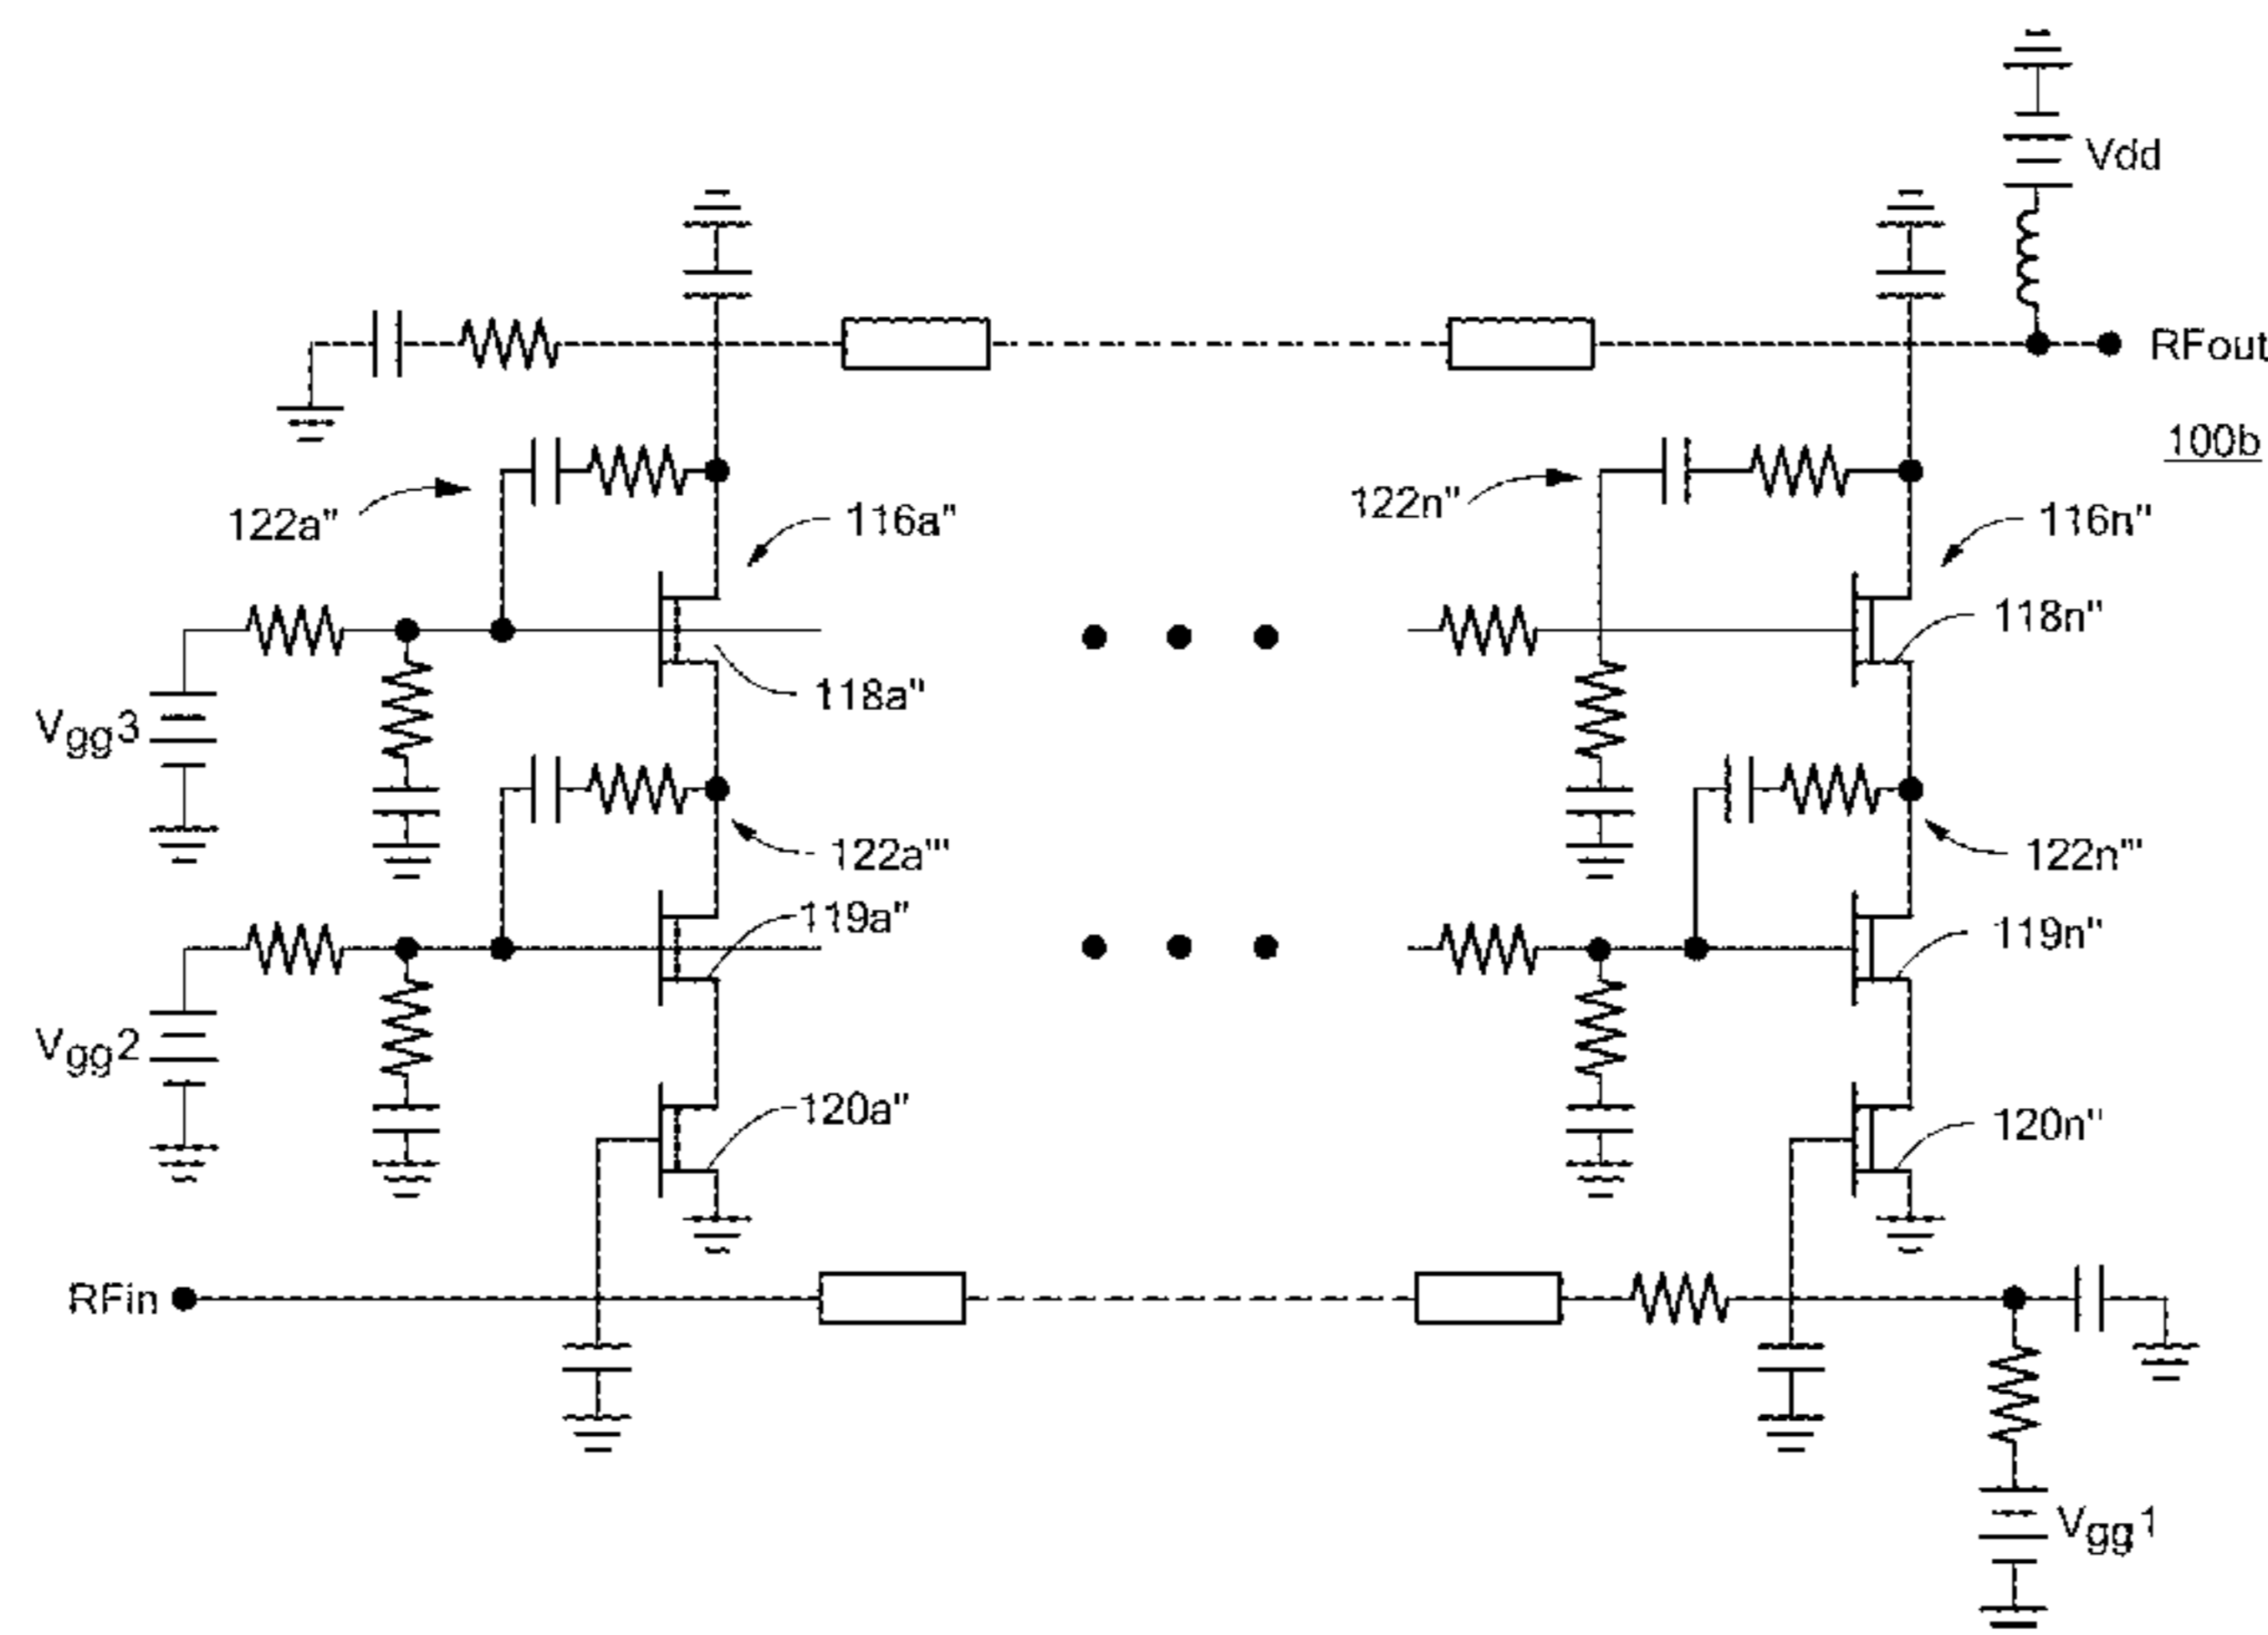 Vdd
RFout
100b
122a"
116a"
122n"
116n"
118n"
118a"
Vgg3
122a"'
122n"'
119a"
119n"
Vgg2
120a"
120n"
RFin
Vgg1